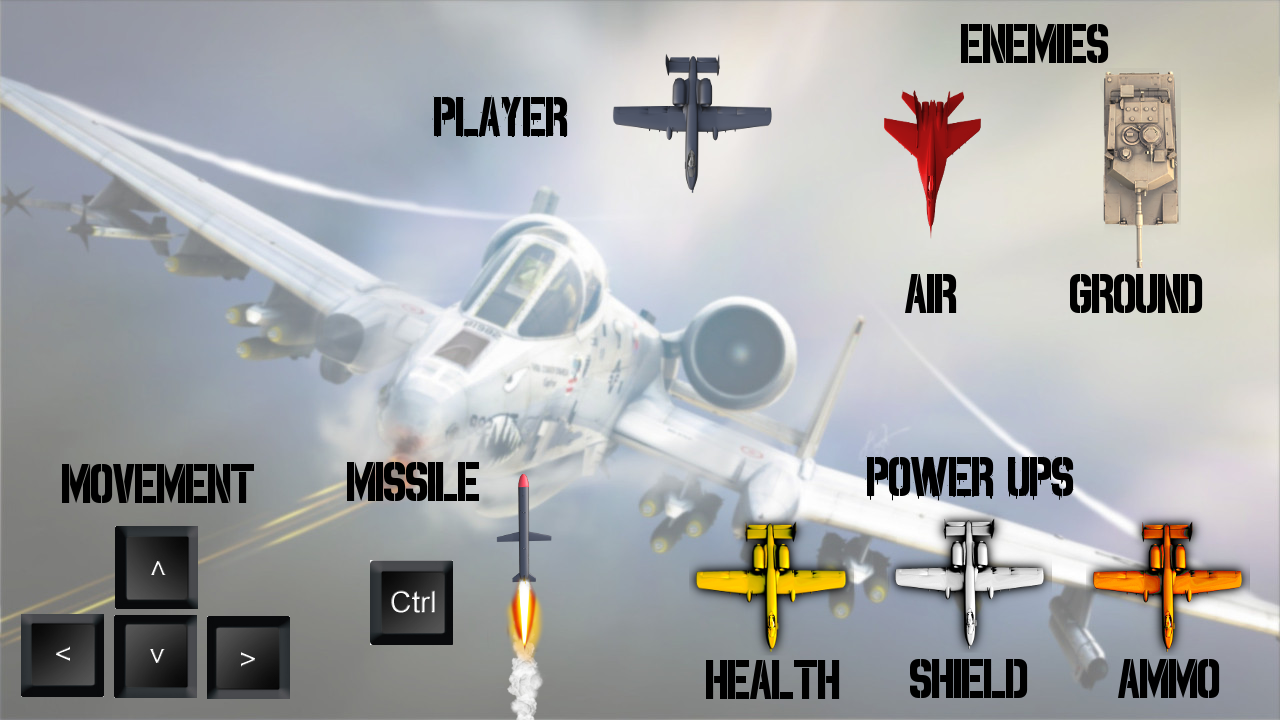 ENEMIES
PLAYER
AIR
GROUND
MOVEMENT
MISSILE
POWER UPS
^
Ctrl
<
v
>
HEALTH
SHIELD
AMMO